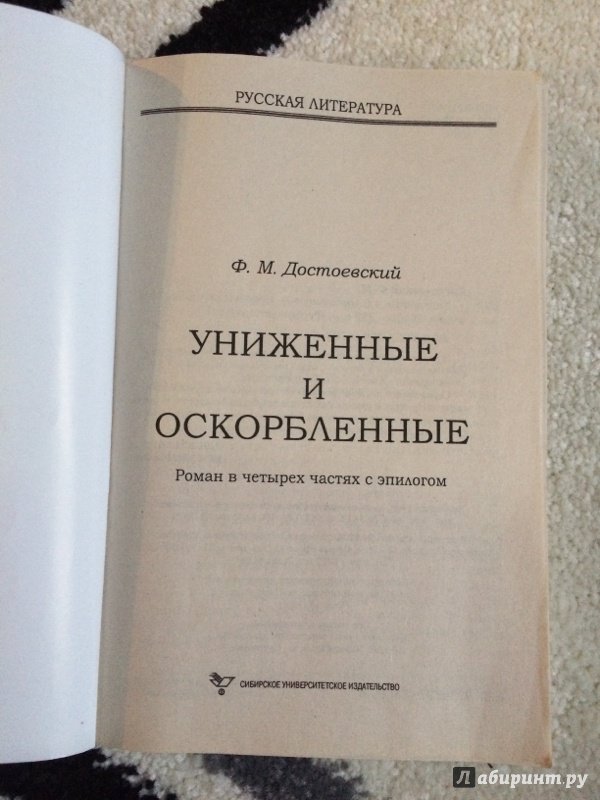 РУССКАЯ ЛИТЕРАТУРА
Ф. М. Достоевский
УНИЖЕННЫЕ
И
ОСКОРБЛЕННЫЕ
Роман в четырех частях с эпилогом
СИБИРСКОЕ УНИВЕРСИТЕТСКОЕ ИЗДАТЕЛЬСТВО
Лабиринт.ру